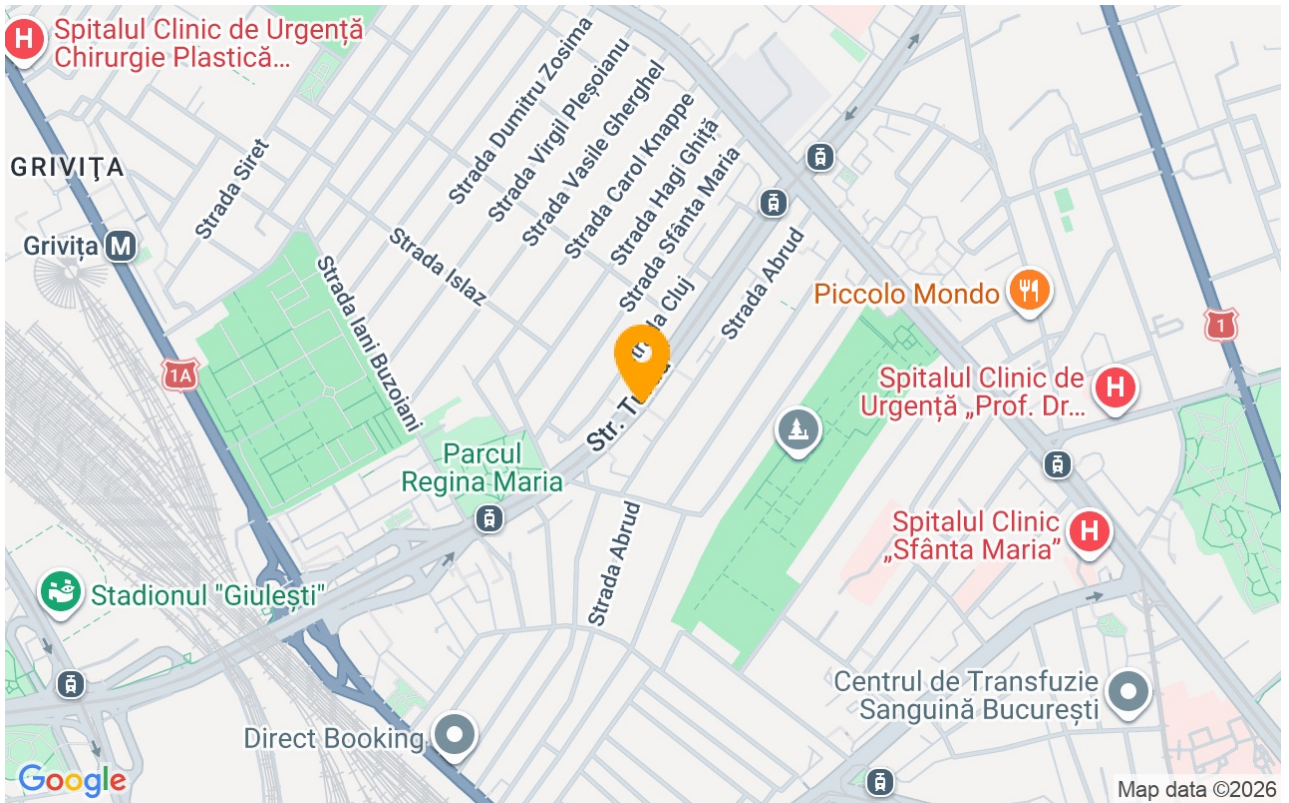 Spitalul Clinic de Urgență
Chirurgie Plastică...
H
GRIVIŢA
Strada Siret
Strada Dumitru Zosima
Strada Virgil Pleșoianu
Strada Vasile Gherghel
Strada Carol Knappe
Strada Hagi Ghiță
Strada Sfânta Maria
Cluj
Grivița M
Strada Islaz
Strada Iani Buzoiani
Strada Abrud
Piccolo Mondo
1
1A
Spitalul Clinic de
Urgență „Prof. Dr...
H
Str.
Parcul
Regina Maria
Strada Abrud
Spitalul Clinic
„Sfânta Maria”
H
Stadionul "Giulești"
Centrul de Transfuzie
Sanguină București
Direct Booking
Google
Map data ©2026